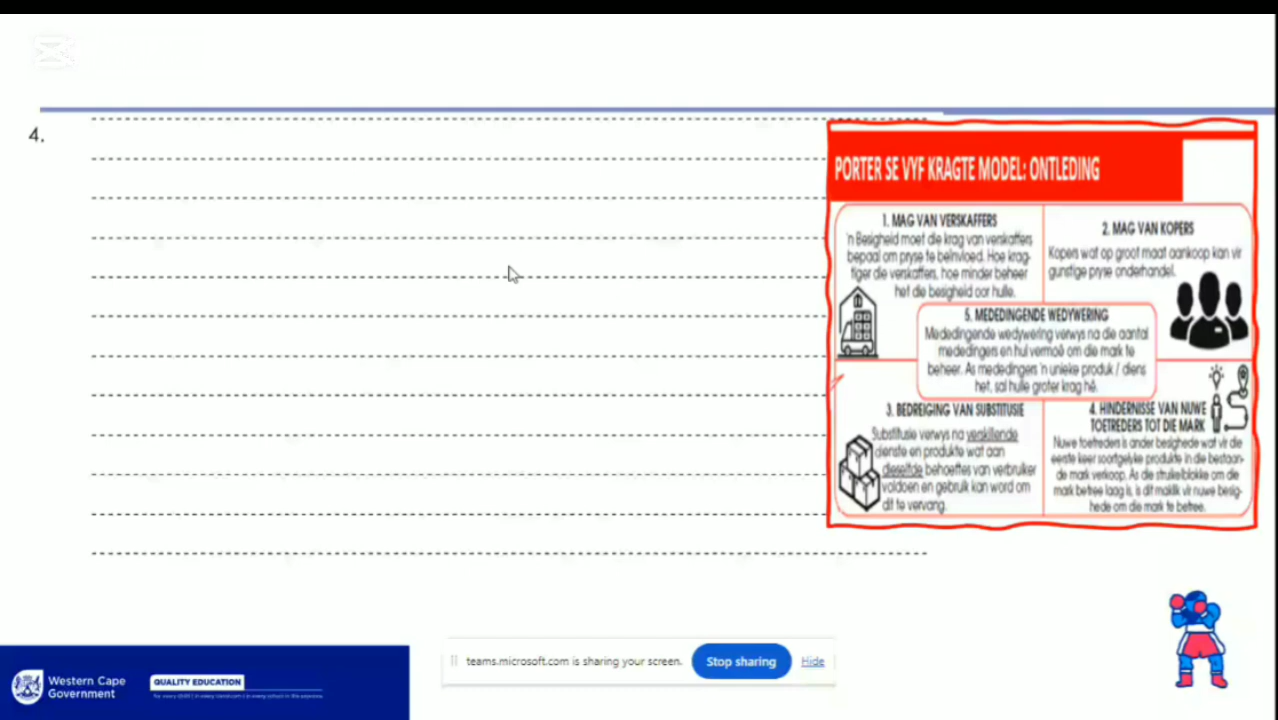 4.
PORTER SE VYF KRAGTE MODEL: ONTLEDING
1. MAG VAN VERSKAFFERS
'n Besigheid moet die krag van verskaffers
bepaal om pryse te beïnvloed. Hoe krag-
tiger die verskaffers, hoe minder beheer
het die besigheid oor hulle.
2. MAG VAN KOPERS
Kopers wat op groot maat aankoop kan vir
gunstige pryse onderhandel.
5. MEDEDINGENDE WEDYWERING
Mededingende wedywering verwys na die aantal
mededingers en hul vermoë om die mark te
beheer. As mededingers 'n unieke produk / diens
het, sal hulle groter krag hê.
3. BEDREIGING VAN SUBSTITUSIE
Substitusie verwys na verskillende
dienste en produkte wat aan
dieselfde behoeftes van verbruiker
voldoen en gebruik kan word om
dit te vervang.
4. HINDERNISSE VAN NUWE
TOETREDERS TOT DIE MARK
Nuwe toetreders is ander besighede wat vir die
eerste keer soortgelyke produkte in die bestaan-
de mark verkoop. As die struikelblokke om die
mark betree laag is, is dit maklik vir nuwe besig-
hede om die mark te betree.
Western Cape
Government
QUALITY EDUCATION
teams.microsoft.com is sharing your screen.
Stop sharing
Hide